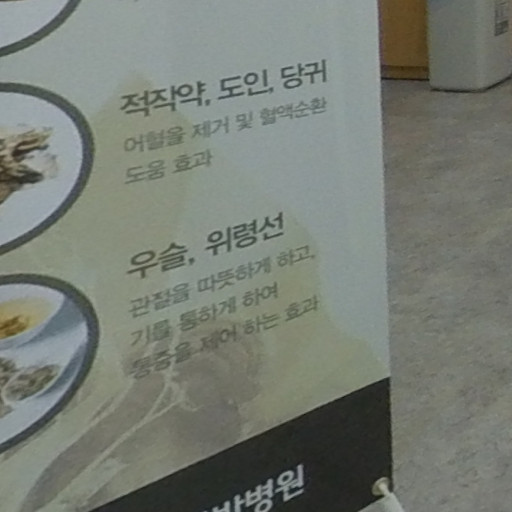 적작약, 도인, 당귀
어혈을 제거 및 혈액순환
도움 효과
우슬, 위령선
관절을 따뜻하게 하고,
기를 통하게 하여
통증을 제어 하는 효과
방병원